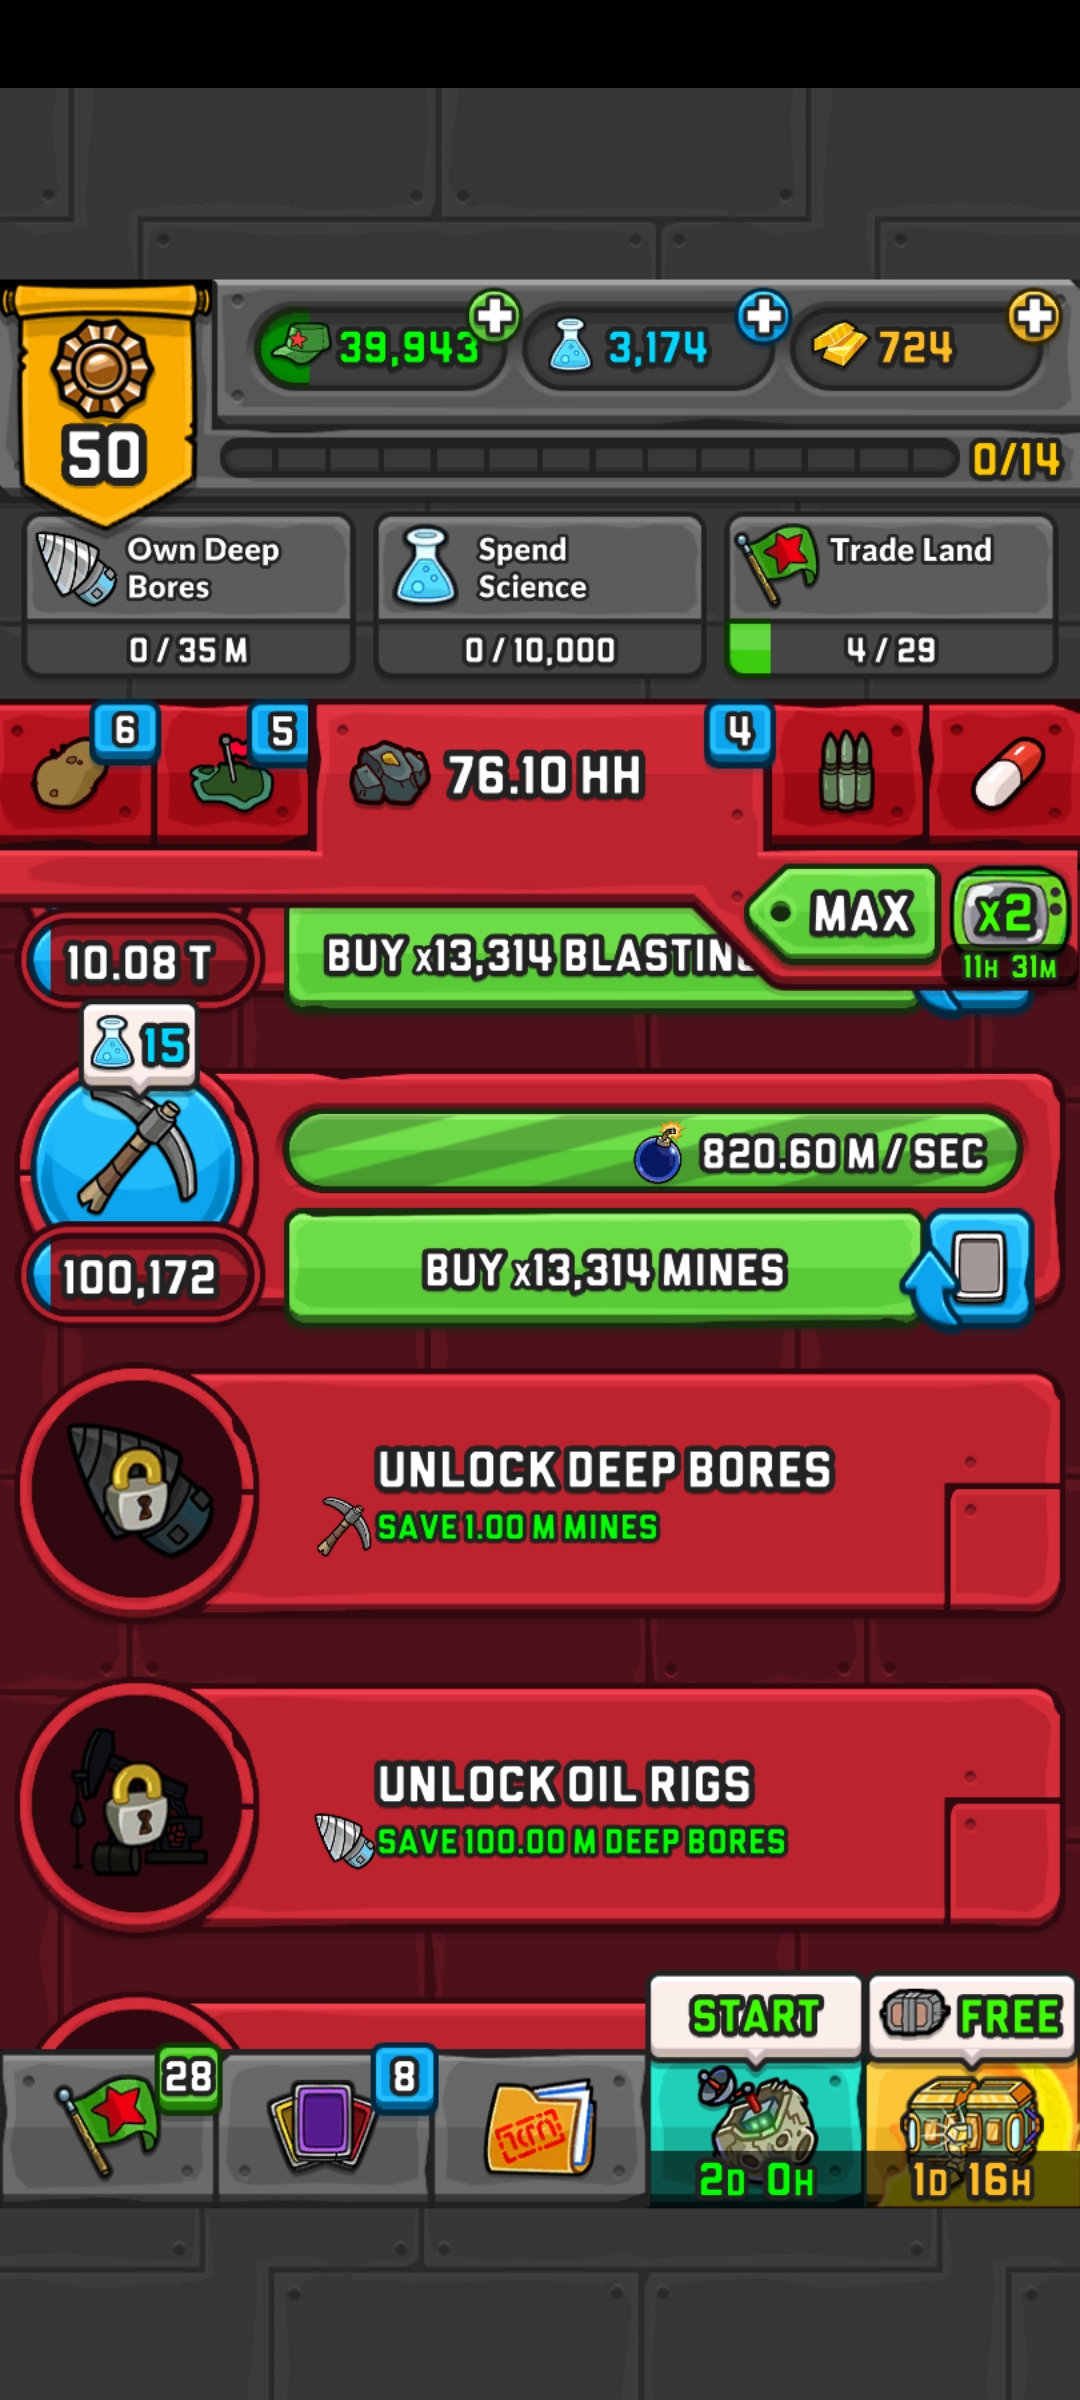 39,943
3,174
724
50
0/14
Own Deep
Bores
0 / 35 M
Spend
Science
0 / 10,000
Trade Land
4 / 29
6
5
76.10 HH
4
MAX
x2
11H 31M
10.08 T
BUY x13,314 BLASTING
15
820.60 M / SEC
100,172
BUY x13,314 MINES
UNLOCK DEEP BORES
SAVE 1.00 M MINES
UNLOCK OIL RIGS
SAVE 100.00 M DEEP BORES
START
FREE
28
8
2D 0H
1D 16H